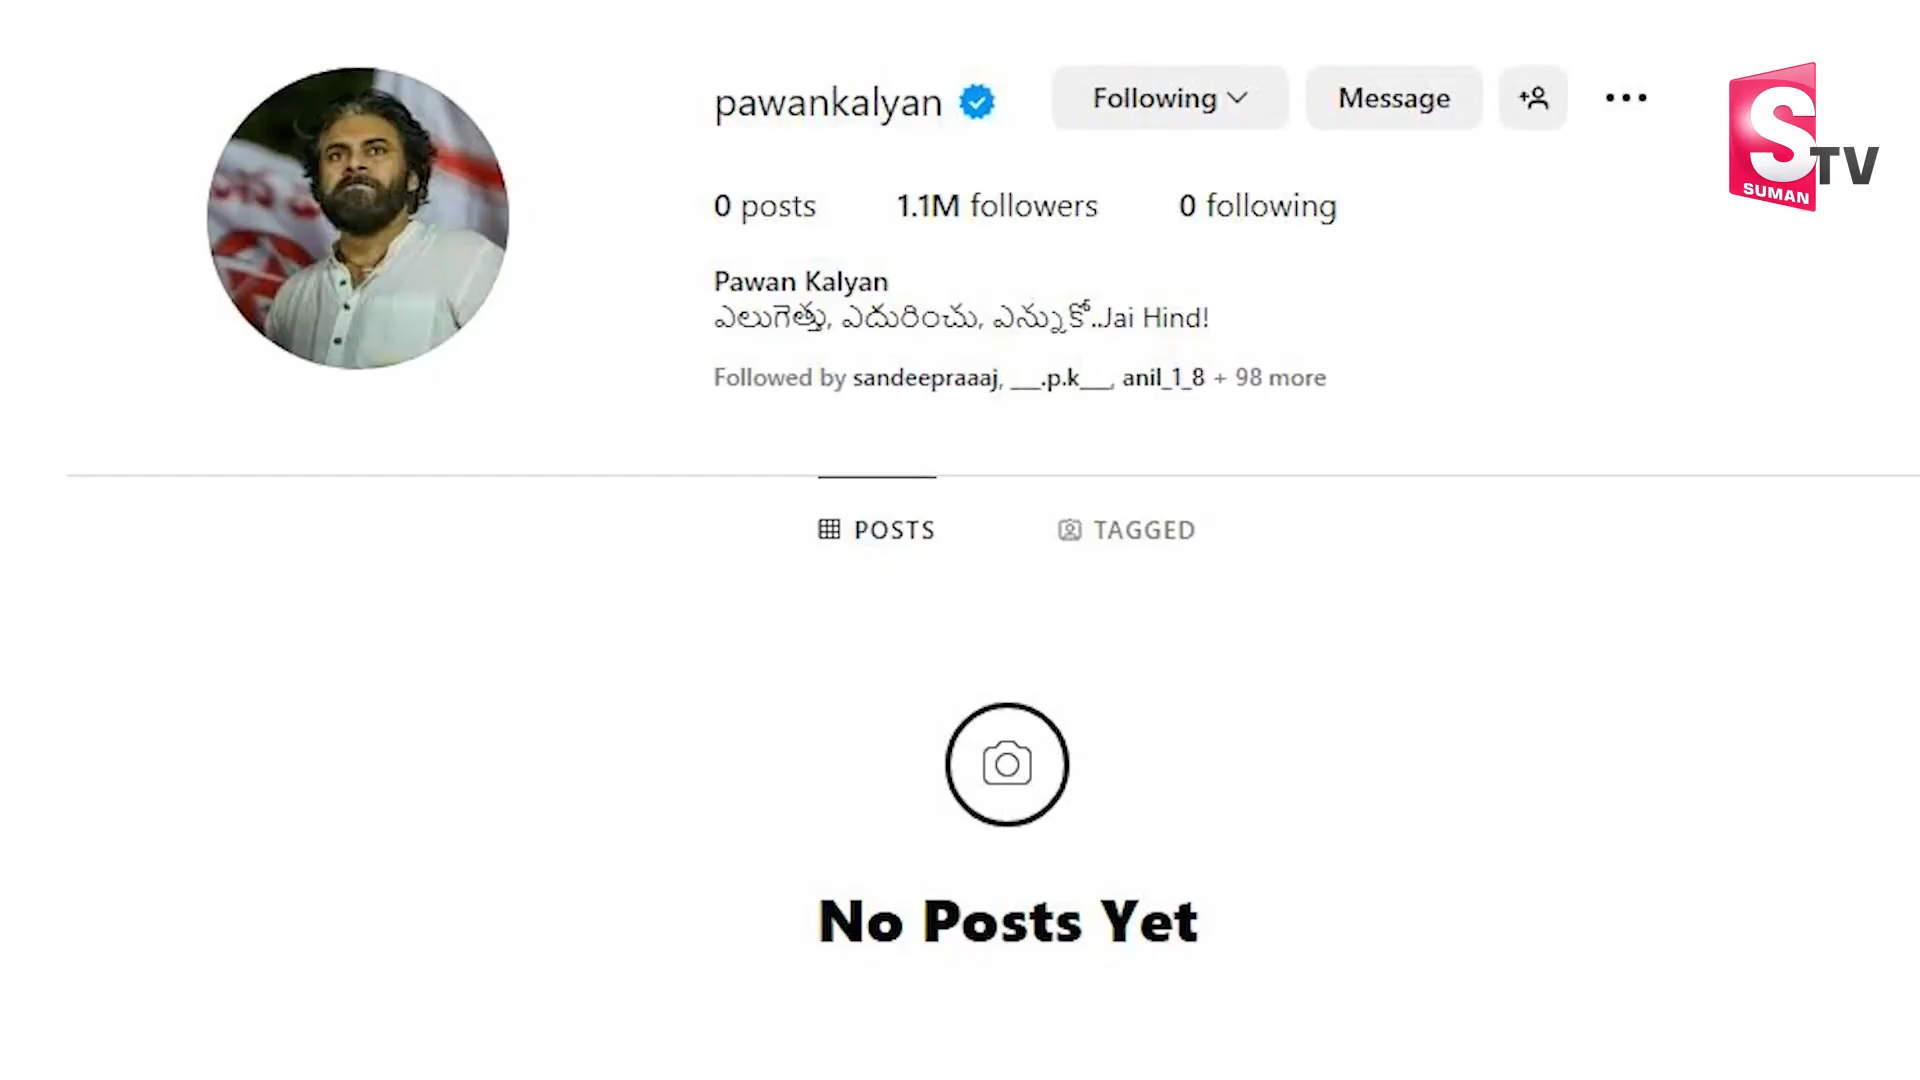 pawankalyan
Following
Message
S TV
SUMAN
0 posts 1.1M followers 0 following
Pawan Kalyan
ఎలుగెత్తు, ఎదురించు, ఎన్నుకో..Jai Hind!
Followed by sandeepraaaj, ___.p.k___, anil_1_8 + 98 more
POSTS
TAGGED
No Posts Yet